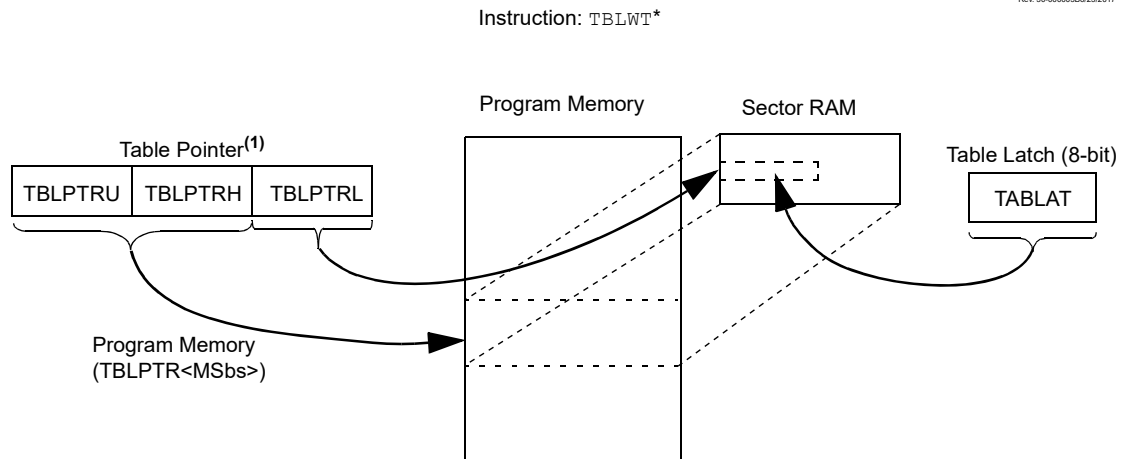 Instruction: TBLWT*
Program Memory
Sector RAM
Table Pointer(1)
Table Latch (8-bit)
TBLPTRU TBLPTRH TBLPTRL
TABLAT
Program Memory
(TBLPTR<MSbs>)